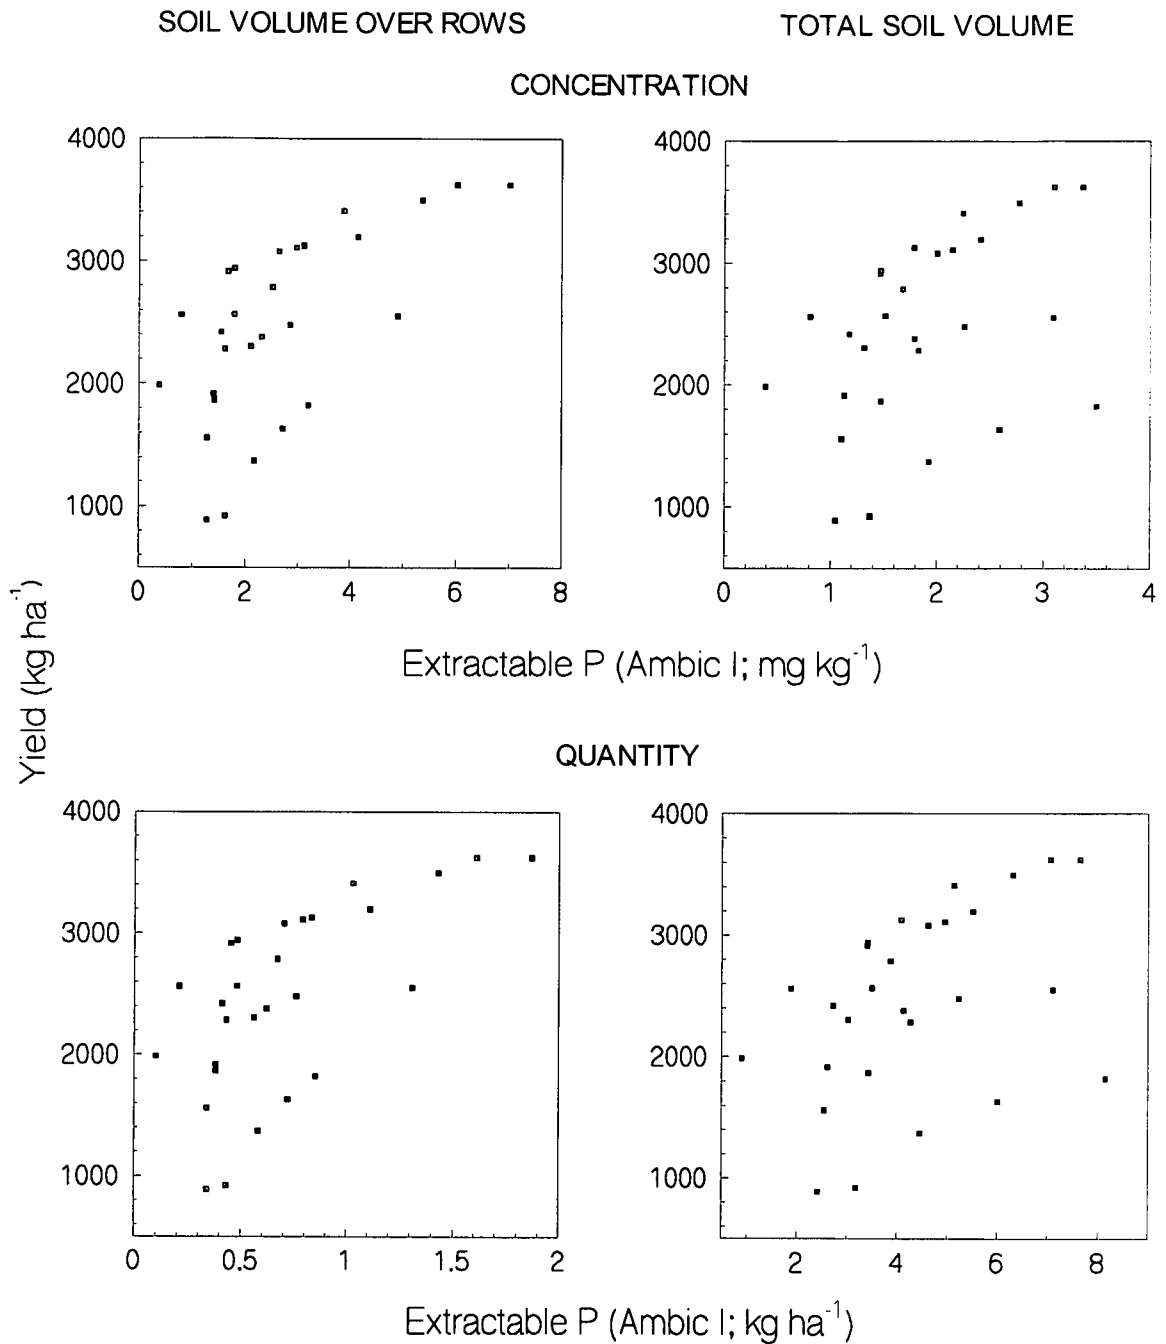 SOIL VOLUME OVER ROWS TOTAL SOIL VOLUME
CONCENTRATION
4000 4000
3000 3000
2000 2000
1000 1000
0 2 4 6 8 0 1 2 3 4
Extractable P (Ambic I; mg kg⁻¹)
Yield (kg ha⁻¹)
QUANTITY
4000 4000
3000 3000
2000 2000
1000 1000
0 0.5 1 1.5 2 2 4 6 8
Extractable P (Ambic I; kg ha⁻¹)